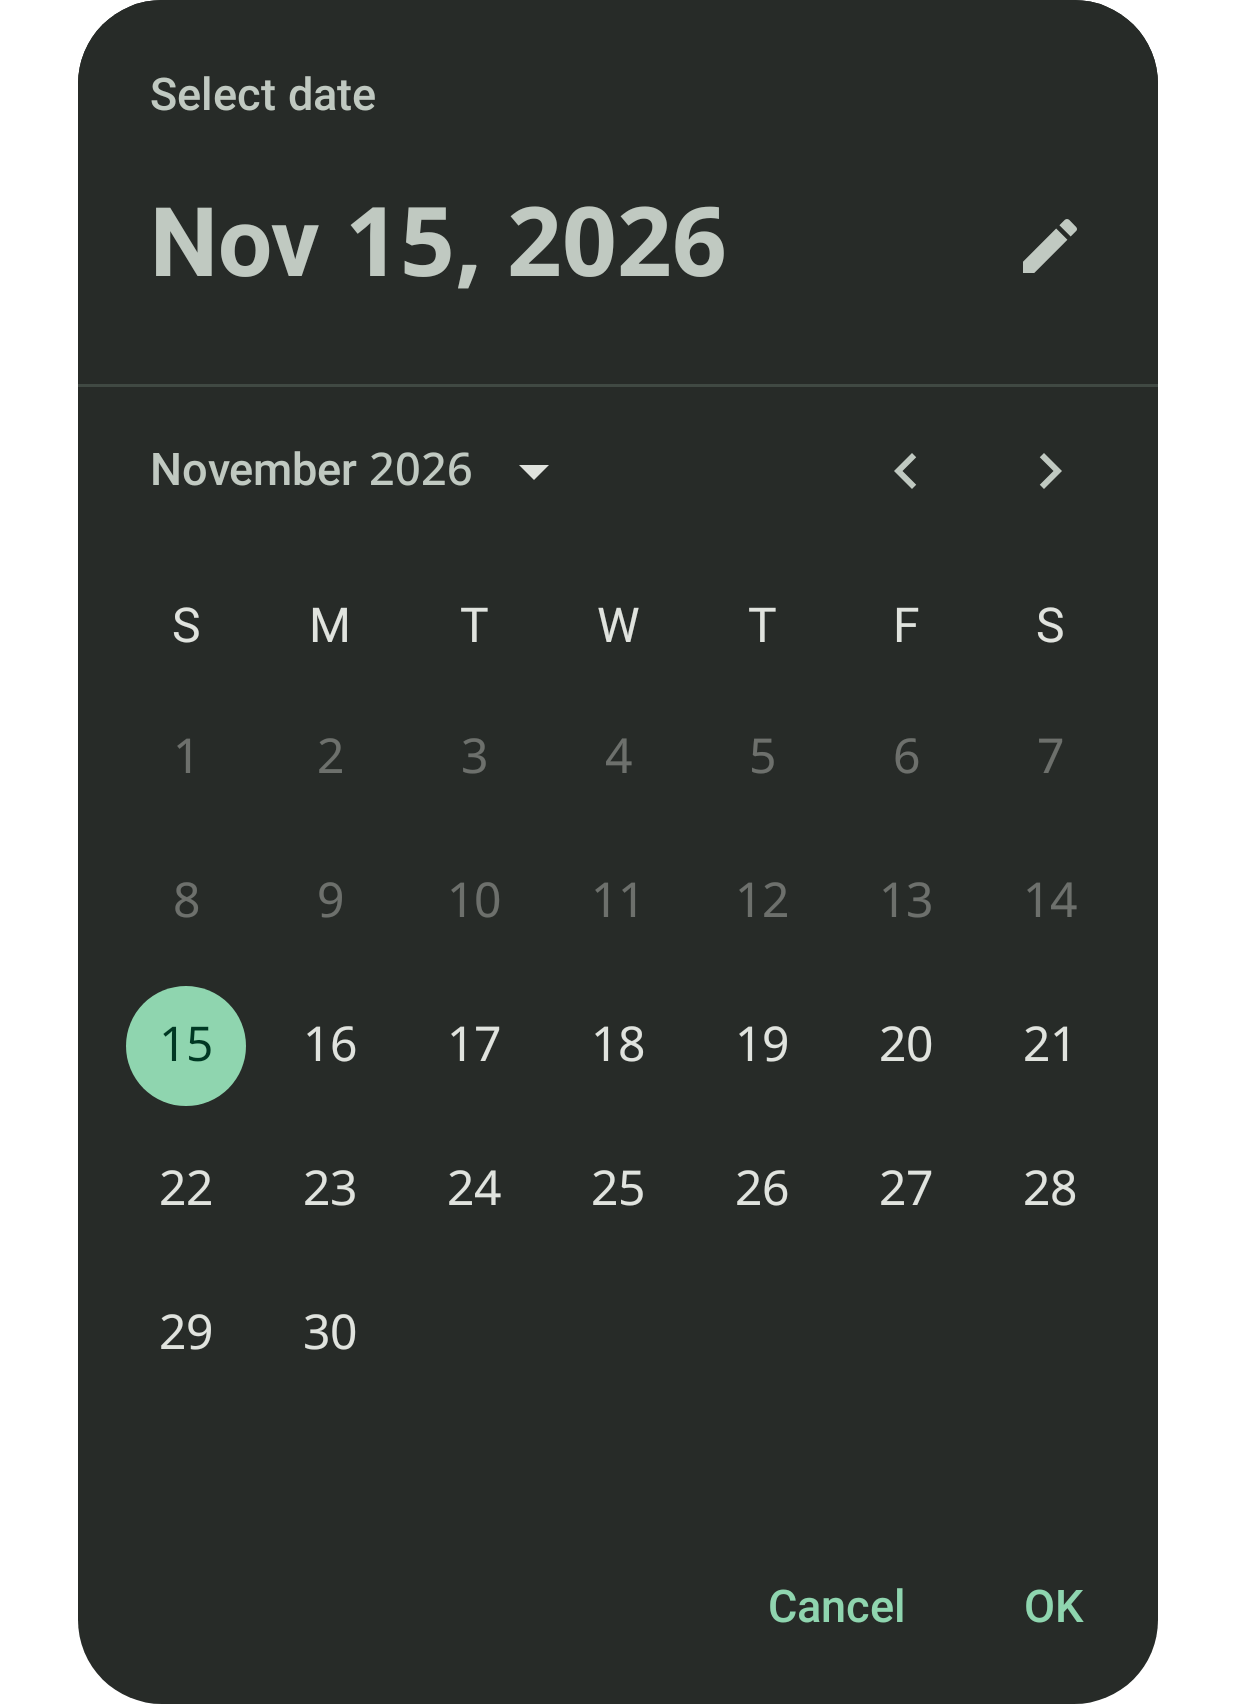 Select date
Nov 15, 2026
November 2026
S M T W T F S
1 2 3 4 5 6 7
8 9 10 11 12 13 14
15 16 17 18 19 20 21
22 23 24 25 26 27 28
29 30
Cancel OK